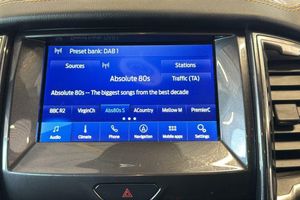 Preset bank: DAB 1
Sources
Stations
Absolute 80s
Traffic (TA)
Absolute 80s -- The biggest songs from the best decade
BBC R2 VirginCh Abs80s S ACountry Mellow M PremierC
Audio Climate Phone Navigation Mobile apps Settings